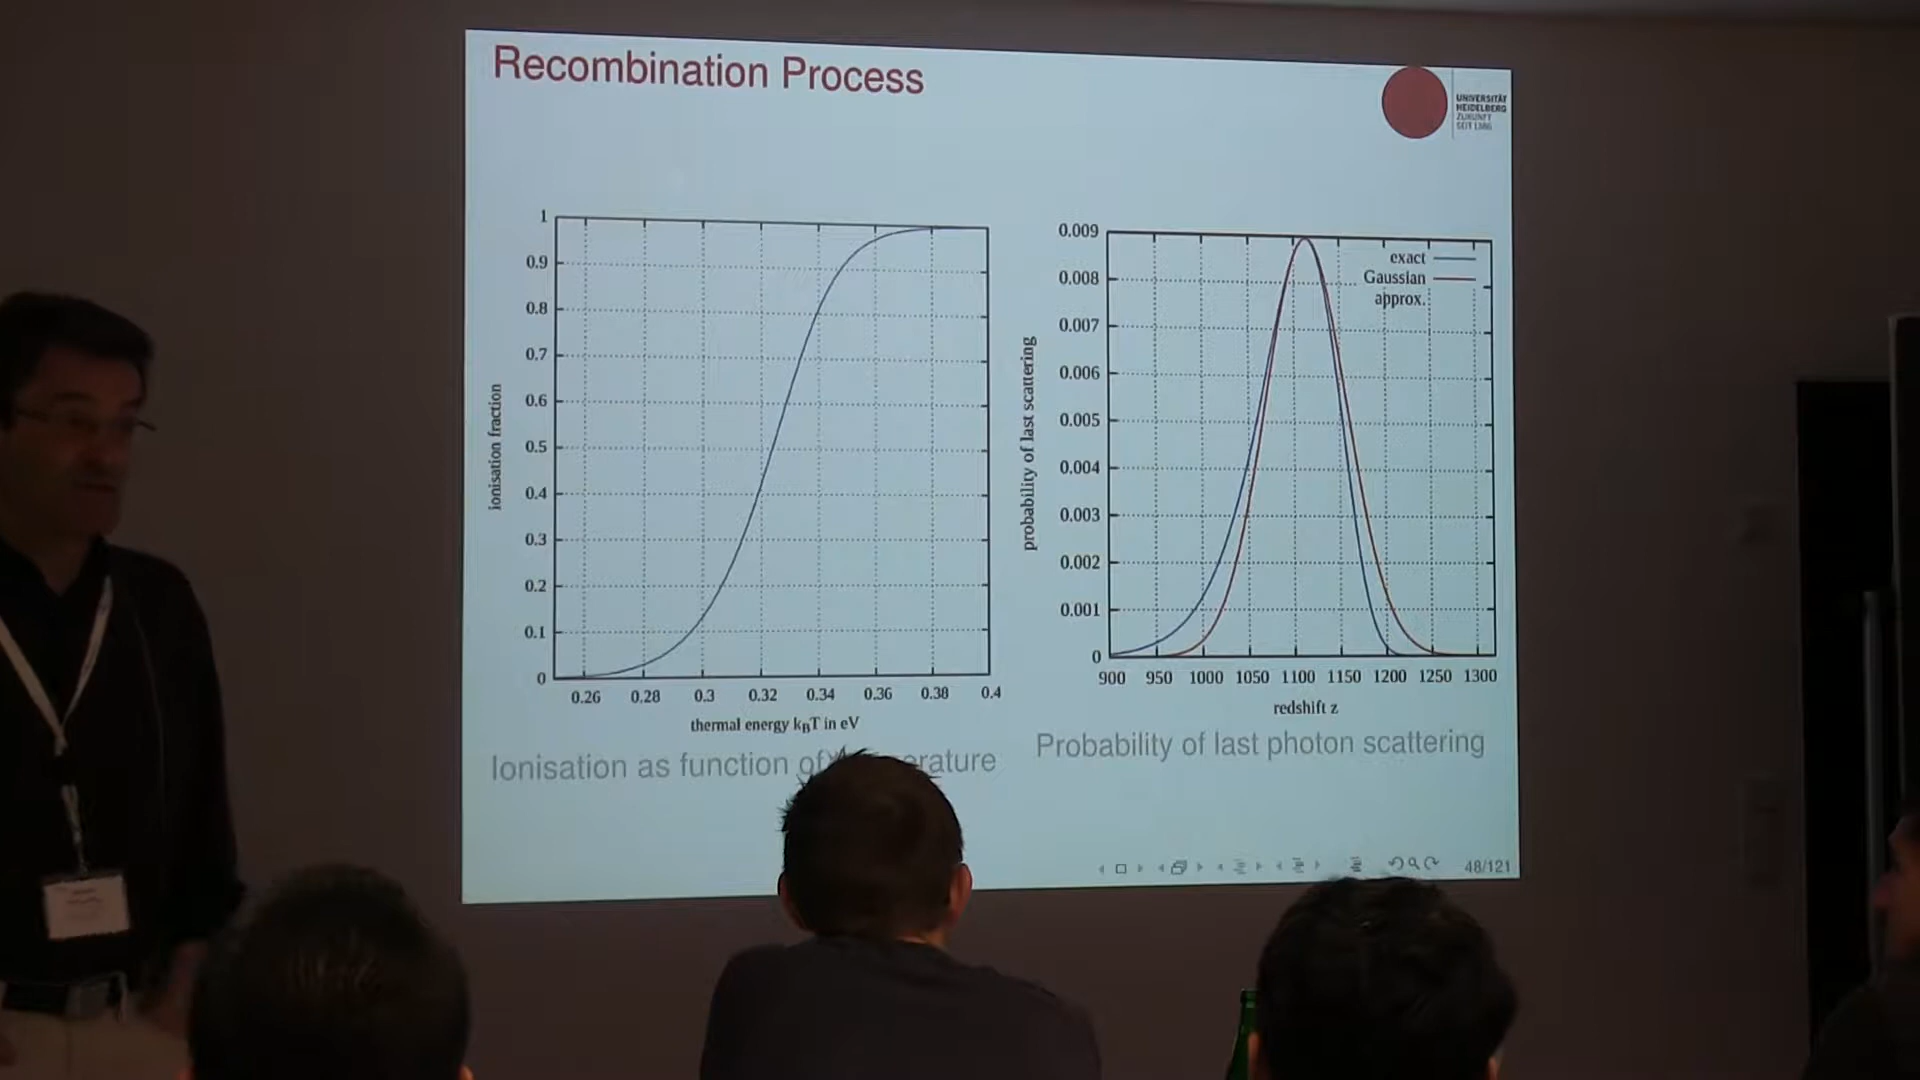 Recombination Process
UNIVERSITÄT
HEIDELBERG
ZUKUNFT
SEIT 1386
1
0.9
0.8
0.7
0.6
0.5
0.4
0.3
0.2
0.1
0
ionisation fraction
0.26 0.28 0.3 0.32 0.34 0.36 0.38 0.4
thermal energy kBT in eV
Ionisation as function of
0.009
0.008
0.007
0.006
0.005
0.004
0.003
0.002
0.001
0
probability of last scattering
exact
Gaussian
approx.
900 950 1000 1050 1100 1150 1200 1250 1300
redshift z
Probability of last photon scattering
48/121